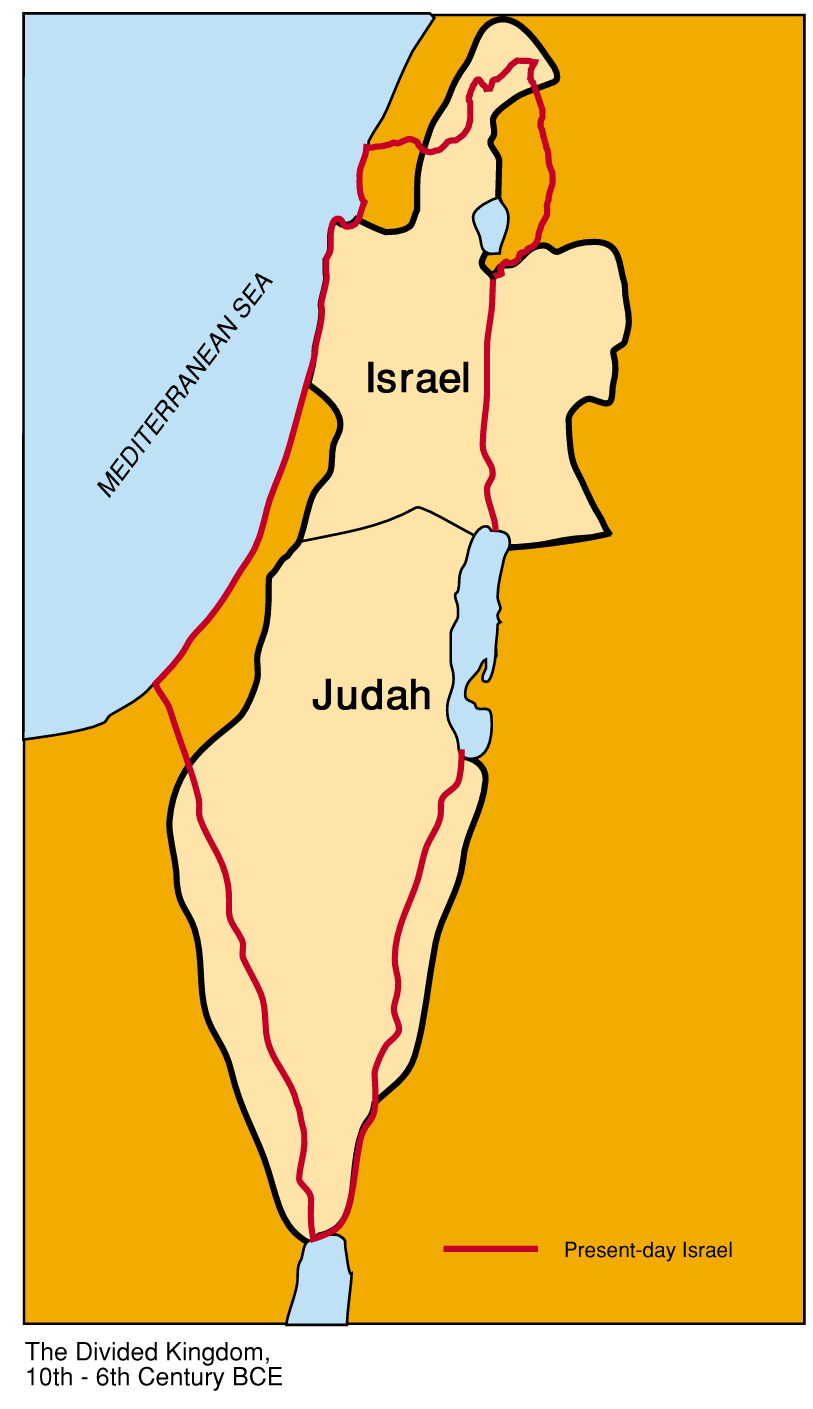 MEDITERRANEAN SEA
Israel
Judah
Present-day Israel
The Divided Kingdom,
10th - 6th Century BCE